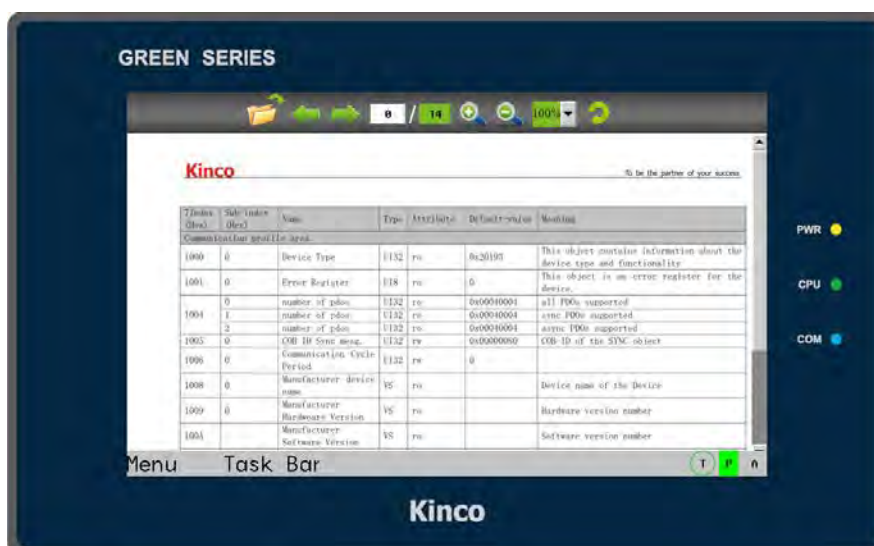 GREEN SERIES
0 / 14 100%
Kinco To be the partner of your success
Index (Hex) Sub-index (Hex) Name Type Attribute Default-value Meaning
Communication profile area
1000 0 Device Type U32 ro 0x20193 This object contains information about the device type and functionality
1001 0 Error Register U8 ro 0 This object is an error register for the device.
1004 0 number of pdos U32 ro 0x00040004 all PDOs supported
1 number of pdos U32 ro 0x00040004 sync PDOs supported
2 number of pdos U32 ro 0x00040004 async PDOs supported
1005 0 COB ID Sync mesg. U32 rw 0x00000080 COB-ID of the SYNC object
1006 0 Communication Cycle Period U32 rw 0
1008 0 Manufacturer device name VS ro Device name of the Device
1009 0 Manufacturer Hardware Version VS ro Hardware version number
100A 0 Manufacturer Software Version VS ro Software version number
PWR
CPU
COM
Menu Task Bar T P A
Kinco